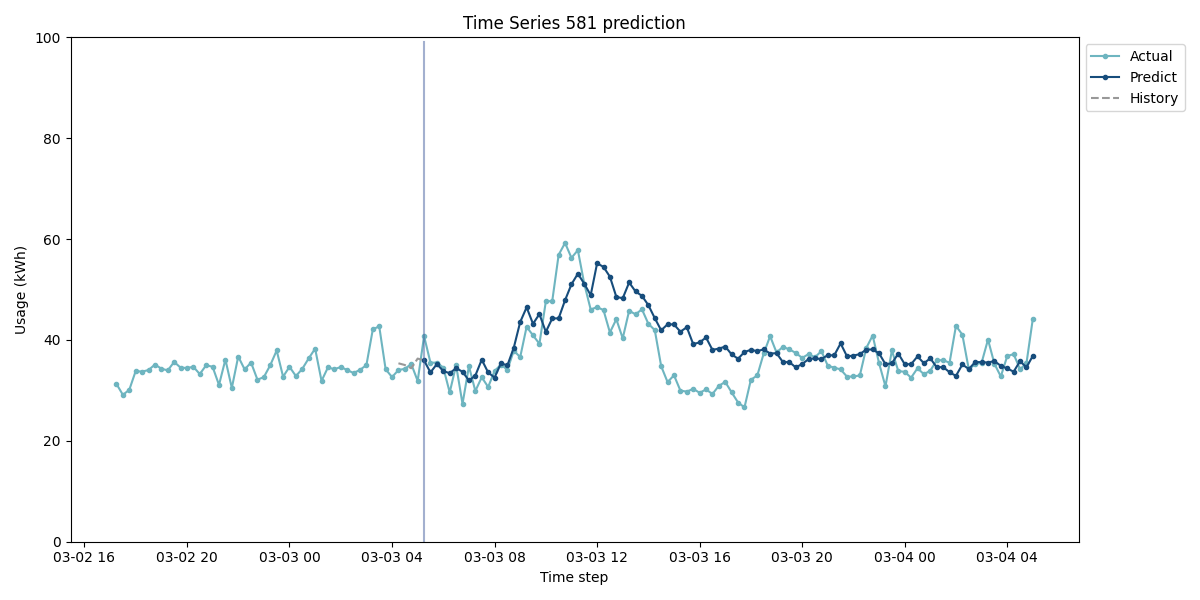 Time Series 581 prediction
Usage (kWh)
100
80
60
40
20
0
03-02 16
03-02 20
03-03 00
03-03 04
03-03 08
03-03 12
03-03 16
03-03 20
03-04 00
03-04 04
Time step
Actual
Predict
History